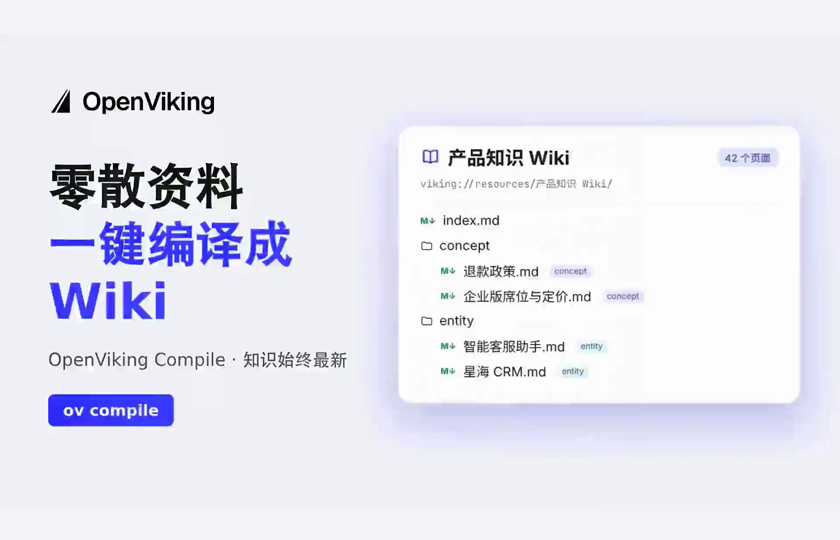 OpenViking
零散资料
一键编译成
Wiki
OpenViking Compile · 知识始终最新
ov compile
产品知识 Wiki
42 个页面
viking://resources/产品知识 Wiki/
M↓ index.md
concept
M↓ 退款政策.md concept
M↓ 企业版席位与定价.md concept
entity
M↓ 智能客服助手.md entity
M↓ 星海 CRM.md entity